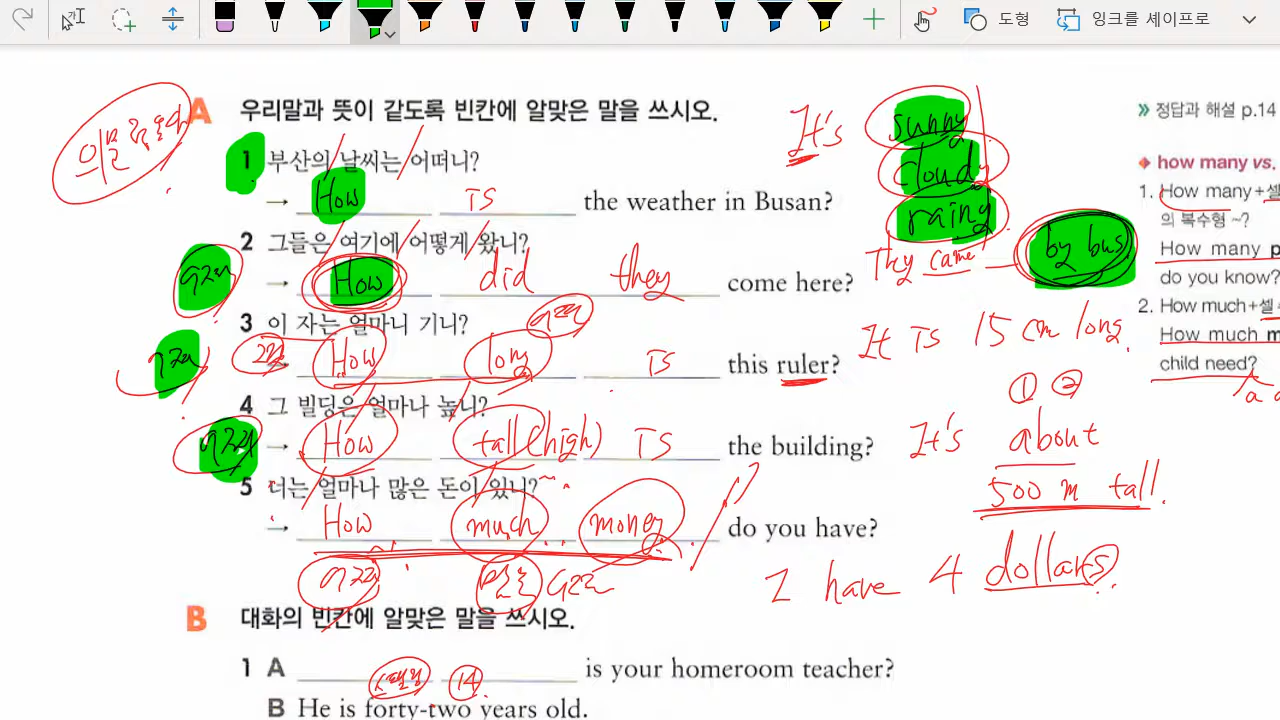 도형 잉크를 셰이프로
A 우리말과 뜻이 같도록 빈칸에 알맞은 말을 쓰시오.
1 부산의 날씨는 어떠니?
→ How is the weather in Busan?
2 그들은 여기에 어떻게 왔니?
→ How did they come here?
3 이 자는 얼마니 기니?
→ How long is this ruler?
4 그 빌딩은 얼마나 높니?
→ How tall(high) is the building?
5 너는 얼마나 많은 돈이 있니?
→ How much money do you have?
많은
B 대화의 빈칸에 알맞은 말을 쓰시오.
1 A is your homeroom teacher?
14
B He is forty-two years old.
It's sunny
cloudy
rainy
They came by bus
It is 15 cm long.
① ②
It's about
500 m tall.
I have 4 dollars.
정답과 해설 p.14
how many vs.
1. How many+셀
의 복수형 ~?
How many p
do you know?
2. How much+셀
How much m
child need?